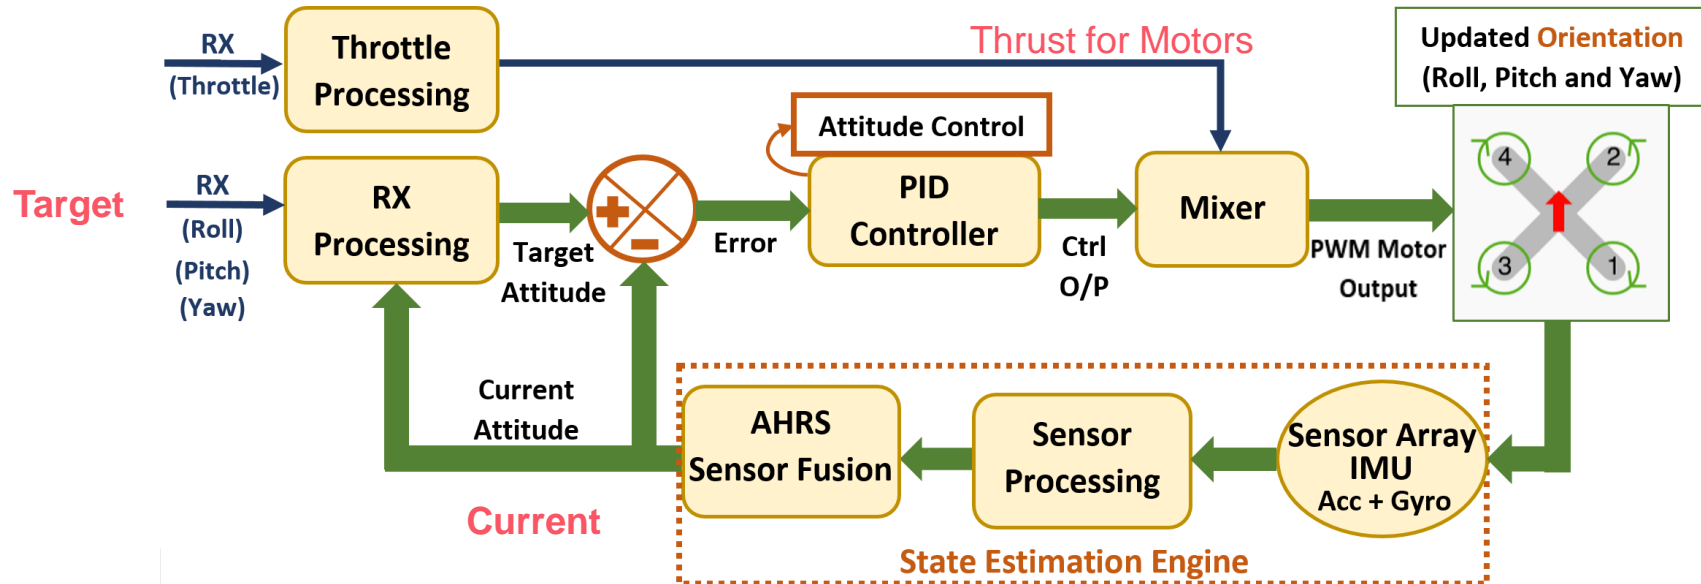 RX
(Throttle)
Throttle
Processing
Thrust for Motors
Updated Orientation
(Roll, Pitch and Yaw)
Attitude Control
Target
RX
(Roll)
(Pitch)
(Yaw)
RX
Processing
Target
Attitude
+
-
Error
PID
Controller
Ctrl
O/P
Mixer
PWM Motor
Output
4
2
3
1
Current
Attitude
AHRS
Sensor Fusion
Sensor
Processing
Sensor Array
IMU
Acc + Gyro
Current
State Estimation Engine